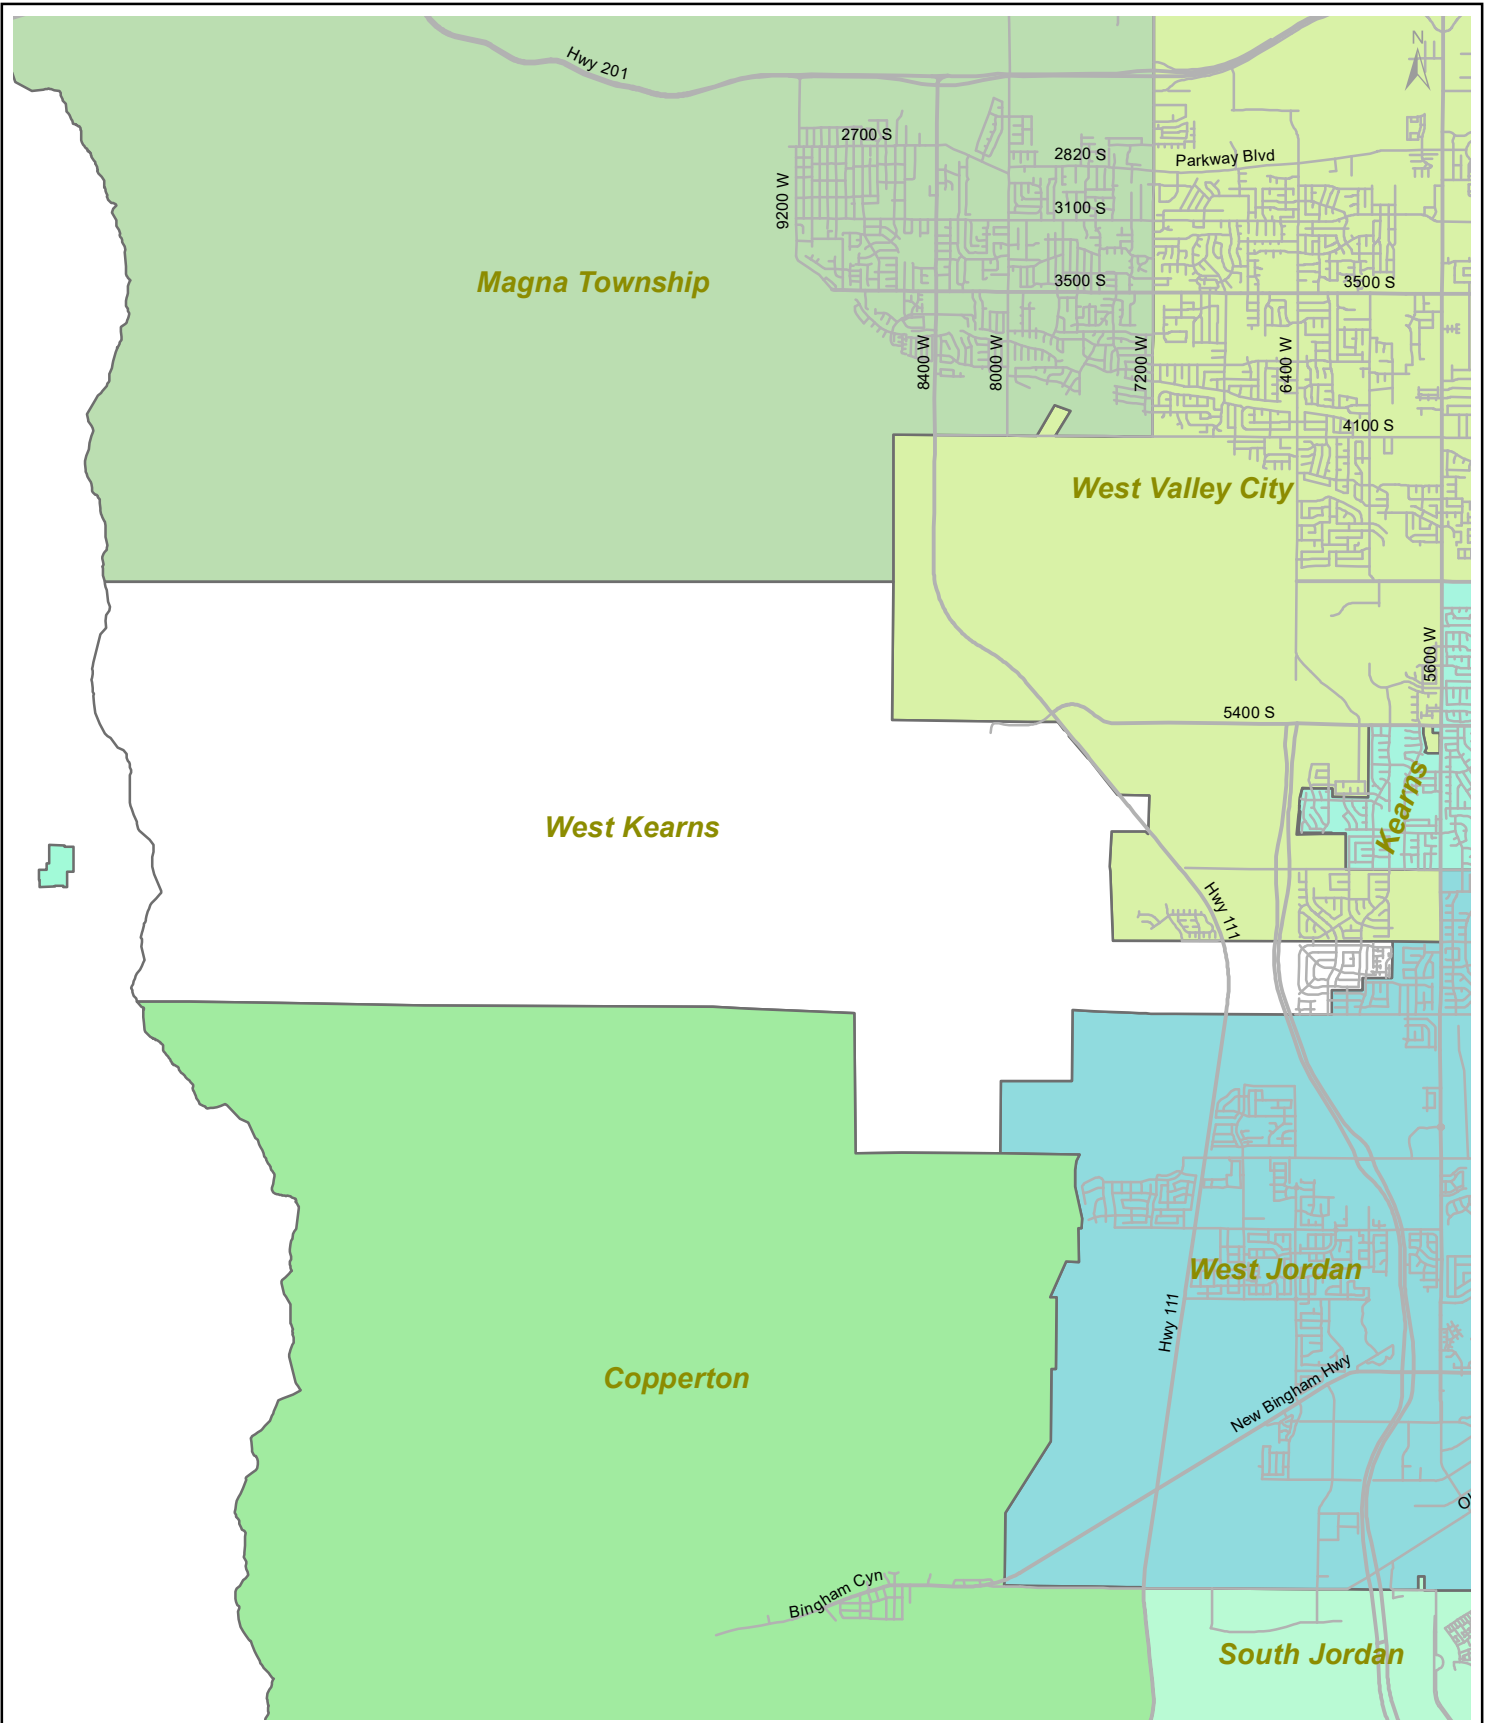 N
Hwy 201
2700 S
2820 S
Parkway Blvd
9200 W
3100 S
Magna Township
3500 S
3500 S
8400 W
8000 W
7200 W
6400 W
4100 S
West Valley City
5600 W
5400 S
Kearns
West Kearns
Hwy 111
West Jordan
Hwy 111
Copperton
New Bingham Hwy
Ol
Bingham Cyn
South Jordan